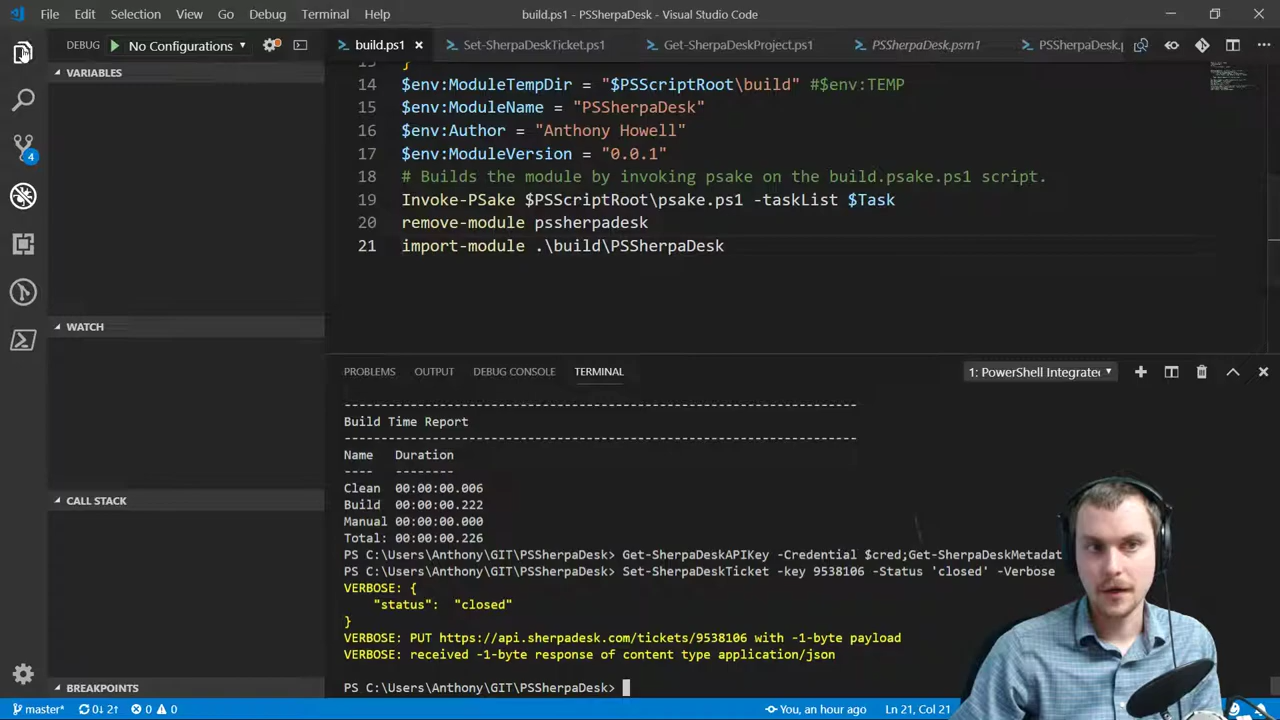 File Edit Selection View Go Debug Terminal Help
build.ps1 - PSSherpaDesk - Visual Studio Code
DEBUG No Configurations
build.ps1 Set-SherpaDeskTicket.ps1 Get-SherpaDeskProject.ps1 PSSherpaDesk.psm1 PSSherpaDesk.p
VARIABLES
WATCH
CALL STACK
BREAKPOINTS
4
14 $env:ModuleTempDir = "$PSScriptRoot\build" #$env:TEMP
15 $env:ModuleName = "PSSherpaDesk"
16 $env:Author = "Anthony Howell"
17 $env:ModuleVersion = "0.0.1"
18 # Builds the module by invoking psake on the build.psake.ps1 script.
19 Invoke-PSake $PSScriptRoot\psake.ps1 -taskList $Task
20 remove-module pssherpadesk
21 import-module .\build\PSSherpaDesk
PROBLEMS OUTPUT DEBUG CONSOLE TERMINAL 1: PowerShell Integrate
----------------------------------------------------------------------
Build Time Report
----------------------------------------------------------------------
Name Duration
---- --------
Clean 00:00:00.006
Build 00:00:00.222
Manual 00:00:00.000
Total: 00:00:00.226
PS C:\Users\Anthony\GIT\PSSherpaDesk> Get-SherpaDeskAPIKey -Credential $cred;Get-SherpaDeskMetadat
PS C:\Users\Anthony\GIT\PSSherpaDesk> Set-SherpaDeskTicket -key 9538106 -Status 'closed' -Verbose
VERBOSE: {
"status": "closed"
}
VERBOSE: PUT https://api.sherpadesk.com/tickets/9538106 with -1-byte payload
VERBOSE: received -1-byte response of content type application/json
PS C:\Users\Anthony\GIT\PSSherpaDesk>
master* 0↓ 2↑ 0 0 You, an hour ago Ln 21, Col 21